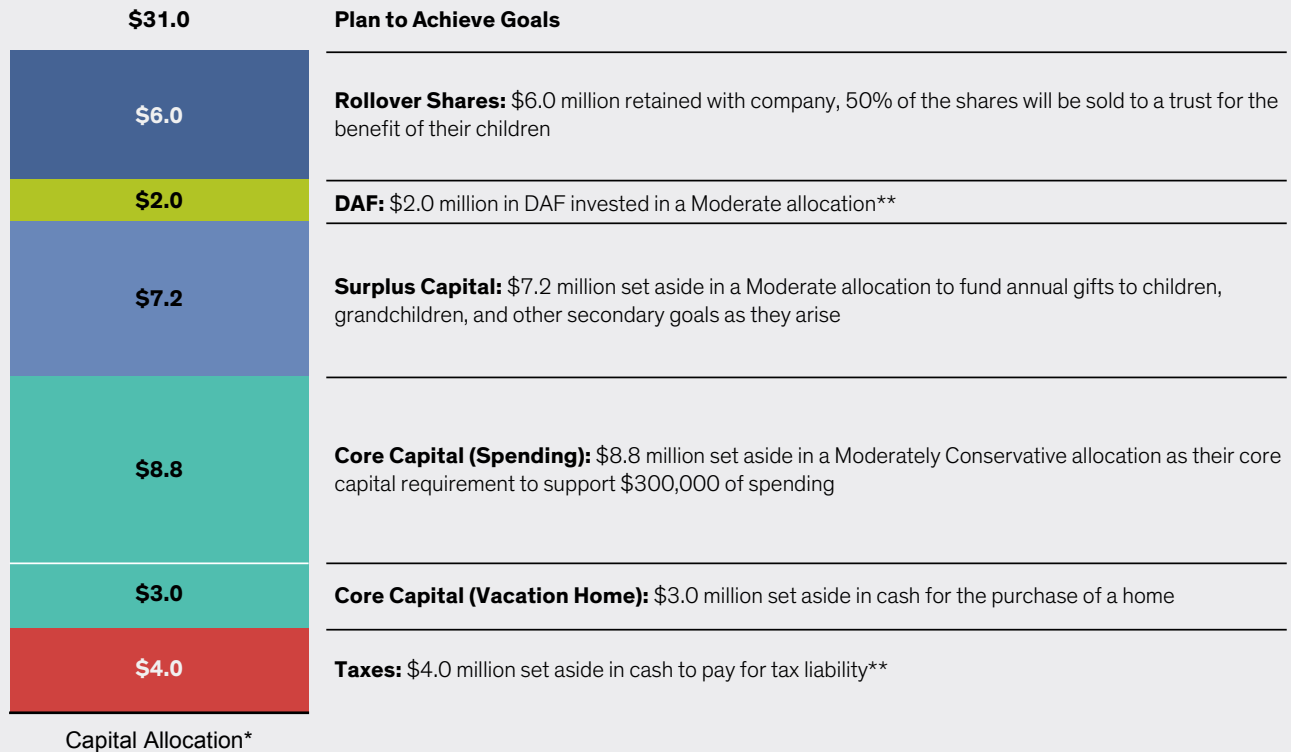 $31.0
Plan to Achieve Goals
$6.0
Rollover Shares: $6.0 million retained with company, 50% of the shares will be sold to a trust for the
benefit of their children
$2.0
DAF: $2.0 million in DAF invested in a Moderate allocation**
$7.2
Surplus Capital: $7.2 million set aside in a Moderate allocation to fund annual gifts to children,
grandchildren, and other secondary goals as they arise
$8.8
Core Capital (Spending): $8.8 million set aside in a Moderately Conservative allocation as their core
capital requirement to support $300,000 of spending
$3.0
Core Capital (Vacation Home): $3.0 million set aside in cash for the purchase of a home
$4.0
Taxes: $4.0 million set aside in cash to pay for tax liability**
Capital Allocation*